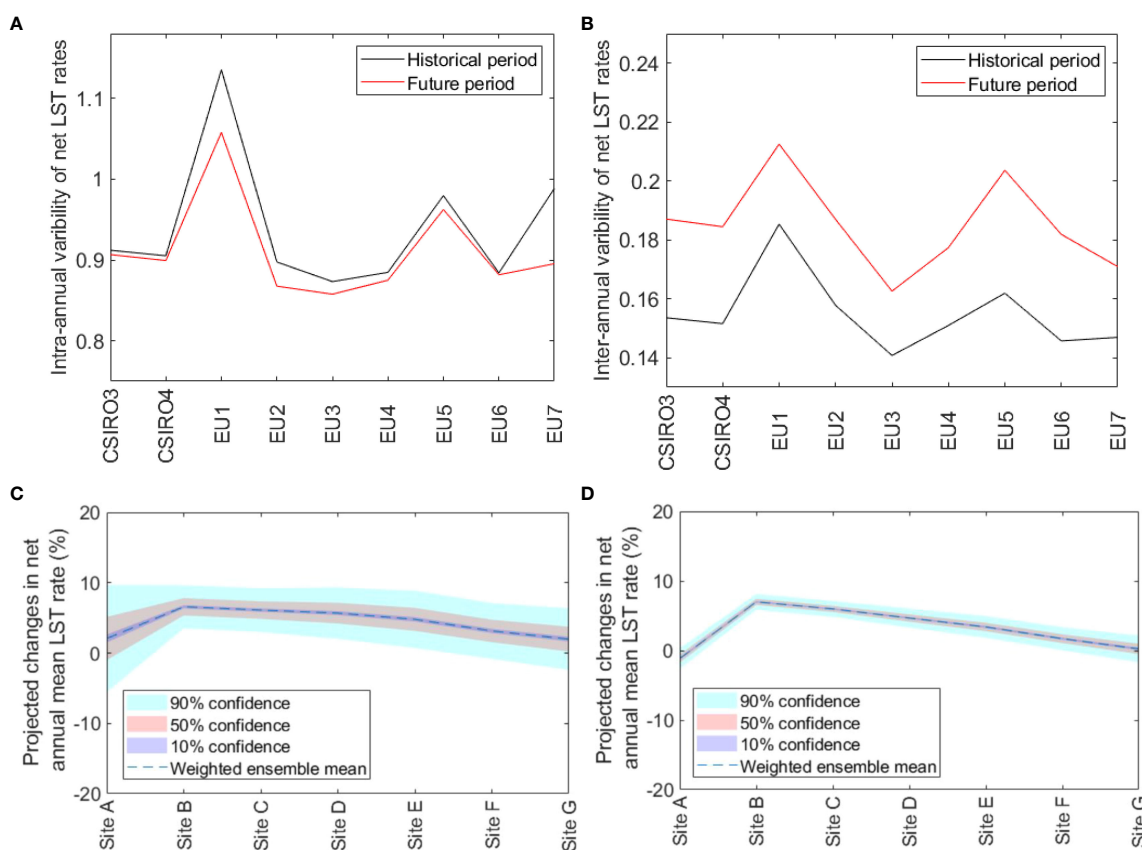 A
Intra-annual varibility of net LST rates
1.1
1
0.9
0.8
Historical period
Future period
CSIRO3
CSIRO4
EU1
EU2
EU3
EU4
EU5
EU6
EU7
B
Inter-annual varibility of net LST rates
0.24
0.22
0.2
0.18
0.16
0.14
Historical period
Future period
CSIRO3
CSIRO4
EU1
EU2
EU3
EU4
EU5
EU6
EU7
C
Projected changes in net
annual mean LST rate (%)
20
10
0
-10
-20
90% confidence
50% confidence
10% confidence
Weighted ensemble mean
Site A
Site B
Site C
Site D
Site E
Site F
Site G
D
Projected changes in net
annual mean LST rate (%)
20
10
0
-10
-20
90% confidence
50% confidence
10% confidence
Weighted ensemble mean
Site A
Site B
Site C
Site D
Site E
Site F
Site G